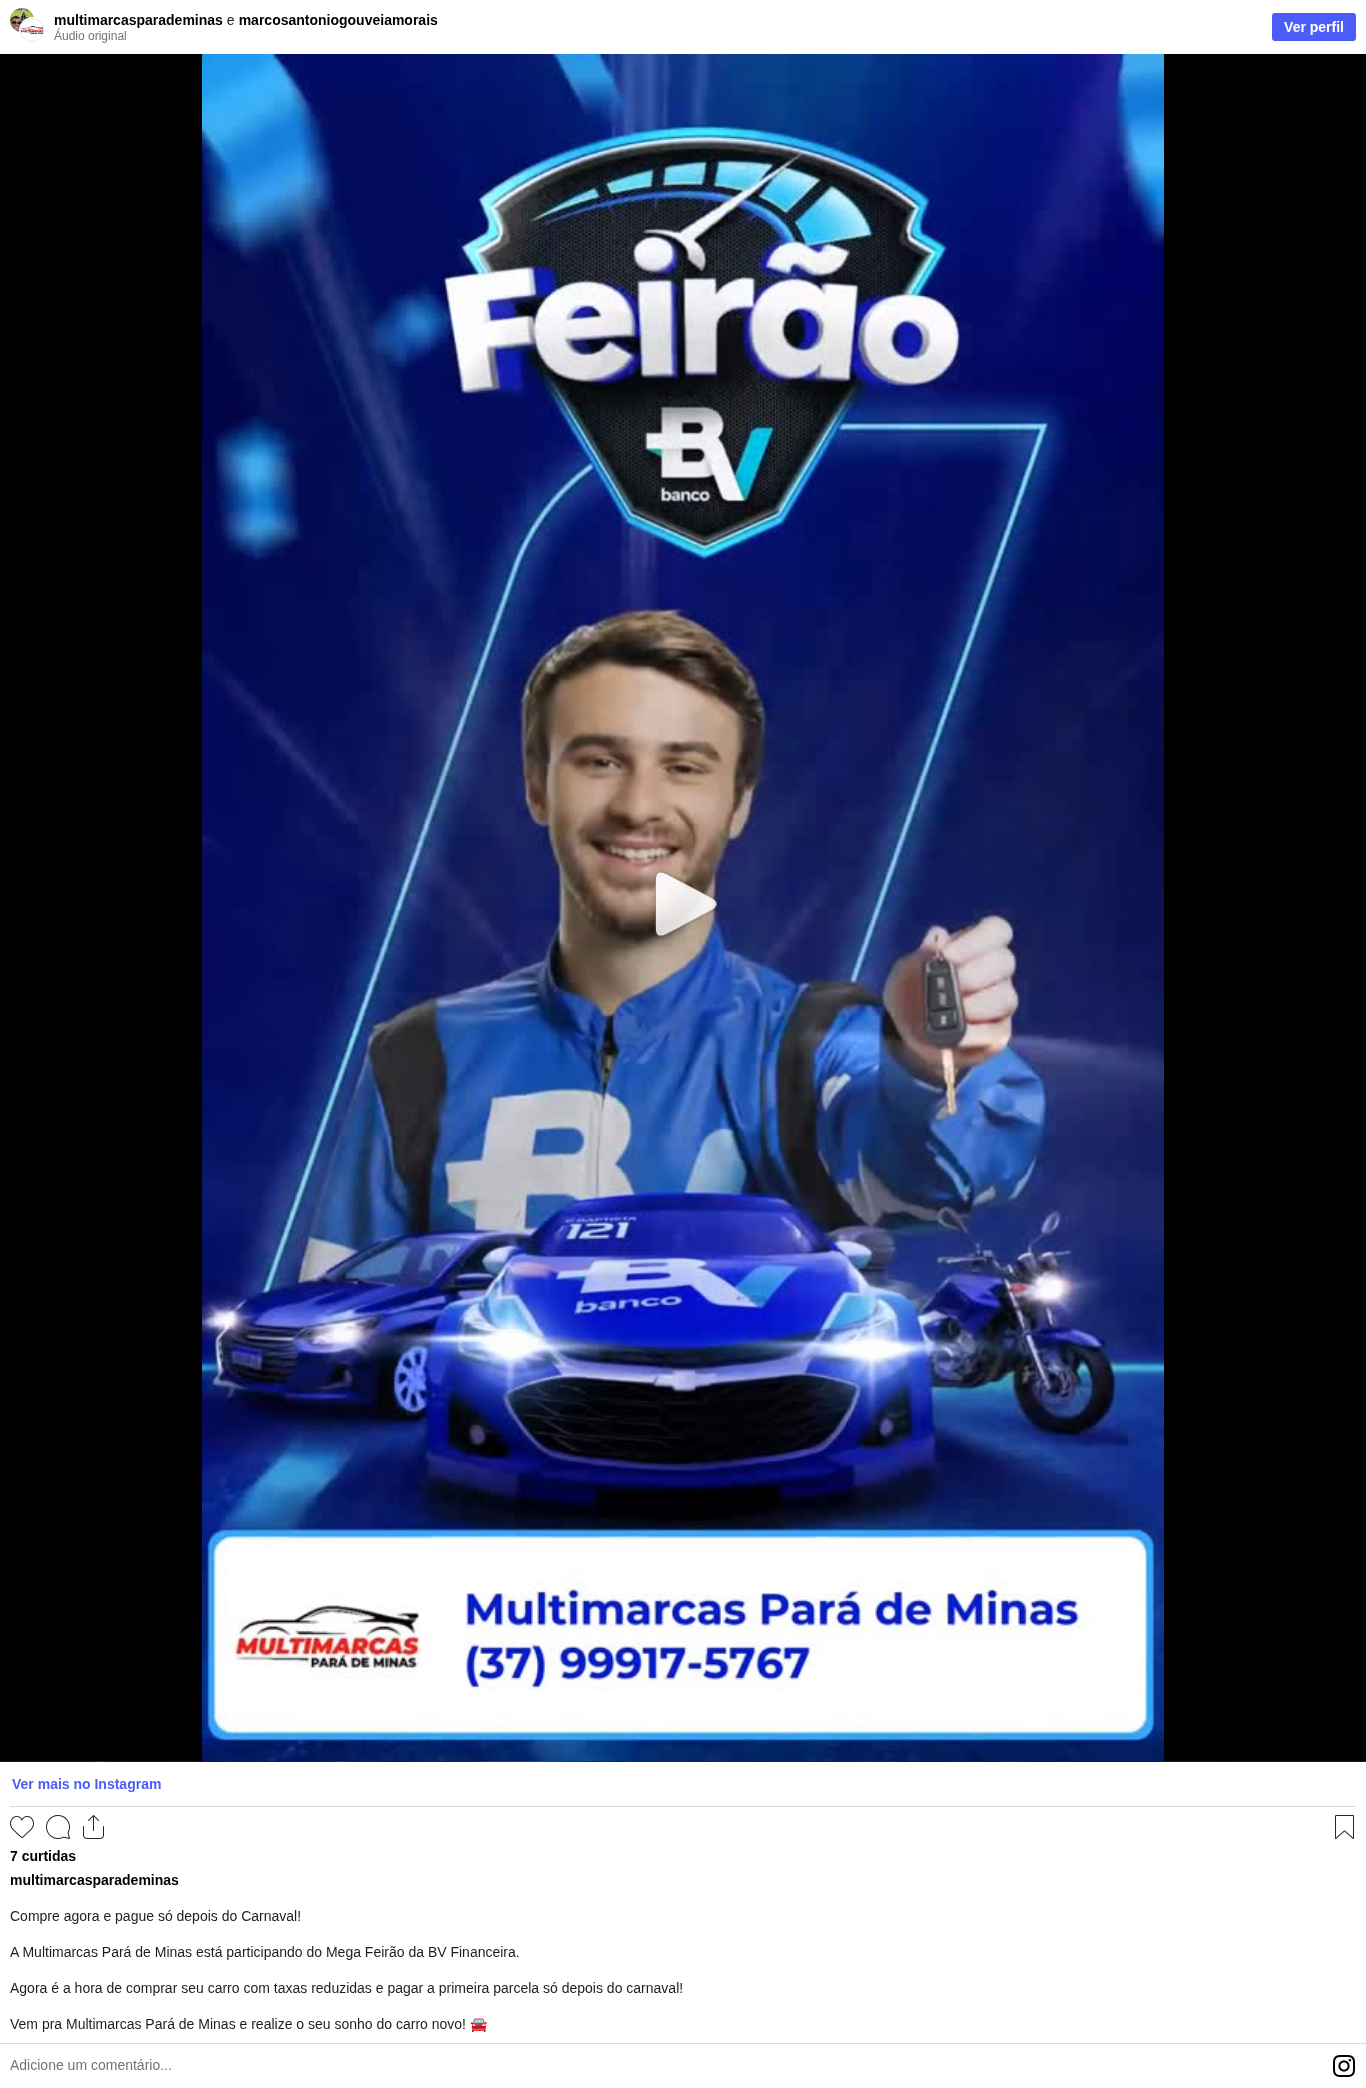 multimarcasparademinas e marcosantoniogouveiamorais
Áudio original
Ver perfil
Feirão
BV
banco
BV
BAPTISTA
121
BV
banco
MULTIMARCAS
PARÁ DE MINAS
Multimarcas Pará de Minas
(37) 99917-5767
Ver mais no Instagram
7 curtidas
multimarcasparademinas
Compre agora e pague só depois do Carnaval!
A Multimarcas Pará de Minas está participando do Mega Feirão da BV Financeira.
Agora é a hora de comprar seu carro com taxas reduzidas e pagar a primeira parcela só depois do carnaval!
Vem pra Multimarcas Pará de Minas e realize o seu sonho do carro novo! 🚘
Adicione um comentário...